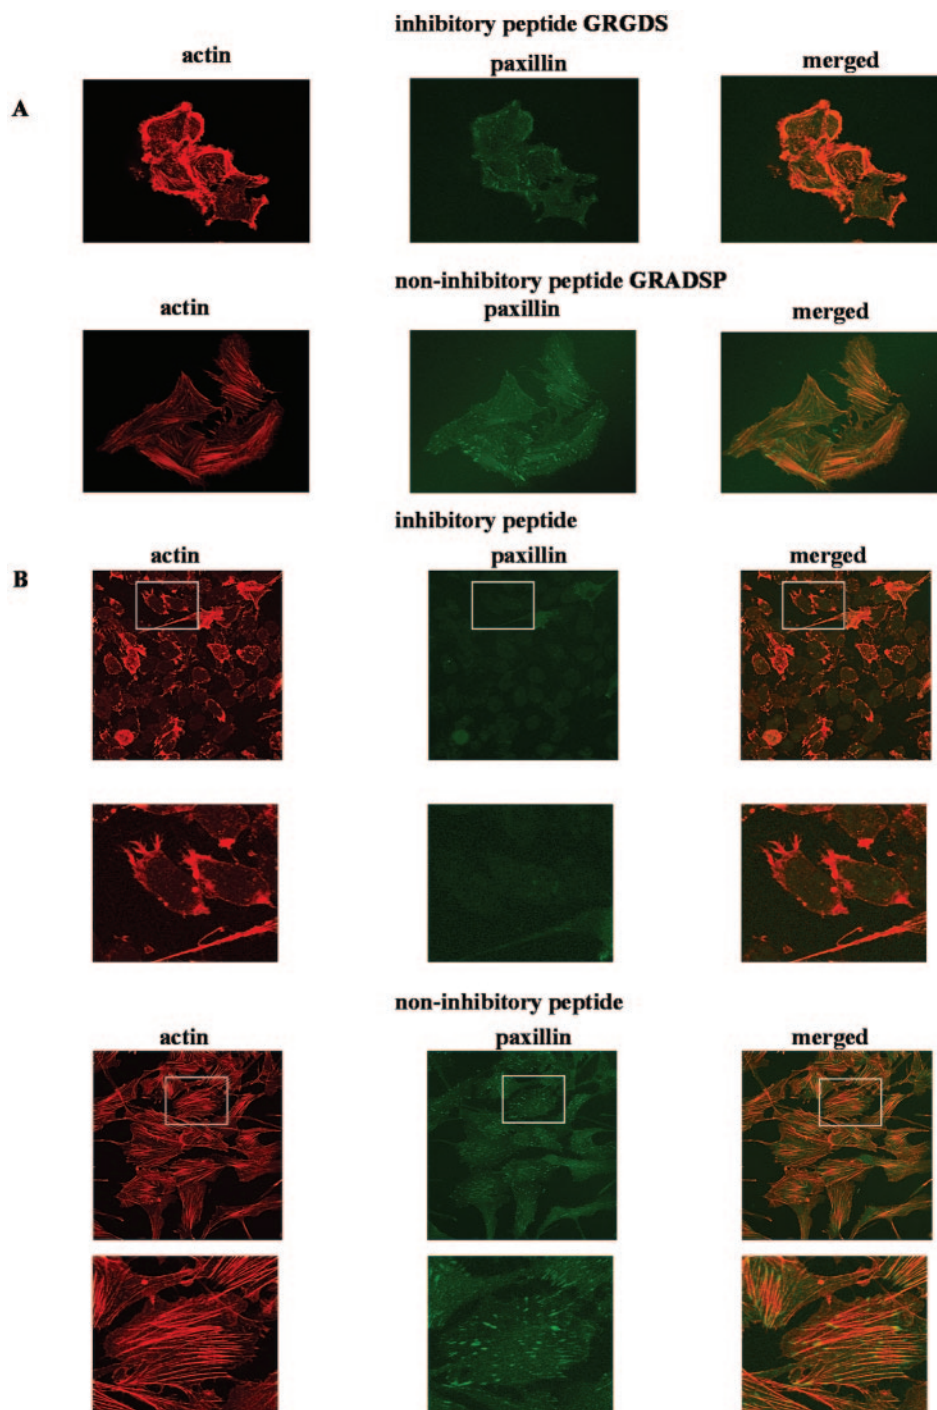 inhibitory peptide GRGDS
actin paxillin merged
A
non-inhibitory peptide GRADSP
actin paxillin merged
inhibitory peptide
actin paxillin merged
B
non-inhibitory peptide
actin paxillin merged